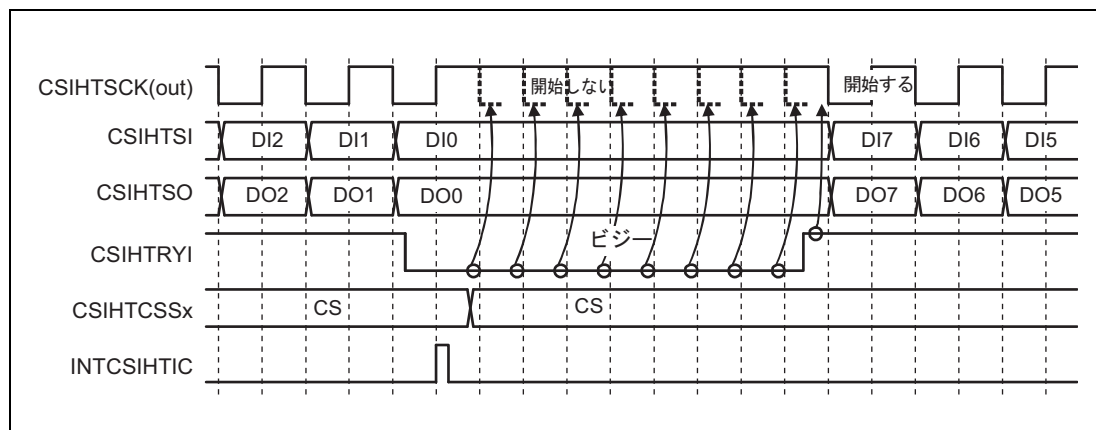 CSIHTSCK(out)
開始しない
開始する
CSIHTSI
DI2
DI1
DI0
DI7
DI6
DI5
CSIHTSO
DO2
DO1
DO0
DO7
DO6
DO5
CSIHTRYI
ビジー
CSIHTCSSx
CS
CS
INTCSIHTIC